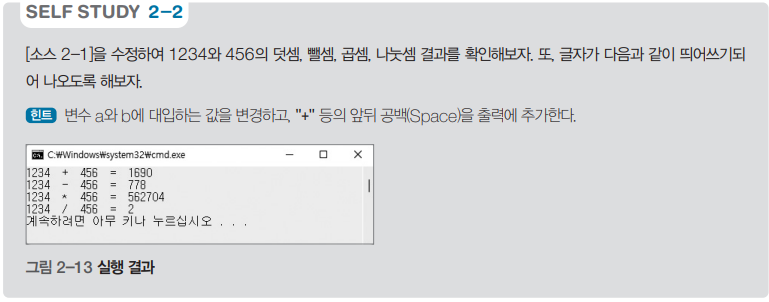 SELF STUDY 2-2
[소스 2-1]을 수정하여 1234와 456의 덧셈, 뺄셈, 곱셈, 나눗셈 결과를 확인해보자. 또, 글자가 다음과 같이 띄어쓰기되
어 나오도록 해보자.
힌트 변수 a와 b에 대입하는 값을 변경하고, "+" 등의 앞뒤 공백(Space)을 출력에 추가한다.
C:₩Windows₩system32₩cmd.exe
1234 + 456 = 1690
1234 - 456 = 778
1234 * 456 = 562704
1234 / 456 = 2
계속하려면 아무 키나 누르십시오 . . .
그림 2-13 실행 결과